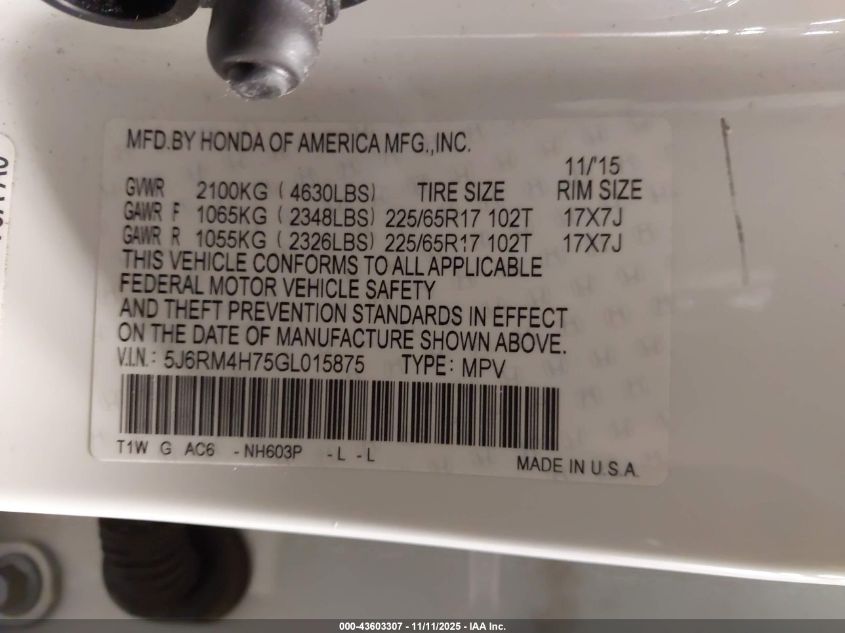 MFD.BY HONDA OF AMERICA MFG.,INC.
11/'15
GVWR 2100KG ( 4630LBS) TIRE SIZE RIM SIZE
GAWR F 1065KG ( 2348LBS) 225/65R17 102T 17X7J
GAWR R 1055KG ( 2326LBS) 225/65R17 102T 17X7J
THIS VEHICLE CONFORMS TO ALL APPLICABLE
FEDERAL MOTOR VEHICLE SAFETY
AND THEFT PREVENTION STANDARDS IN EFFECT
ON THE DATE OF MANUFACTURE SHOWN ABOVE.
V.I.N.: 5J6RM4H75GL015875 TYPE: MPV
T1W G AC6 -NH603P -L -L
MADE IN U.S.A.
000-43603307 - 11/11/2025 - IAA Inc.